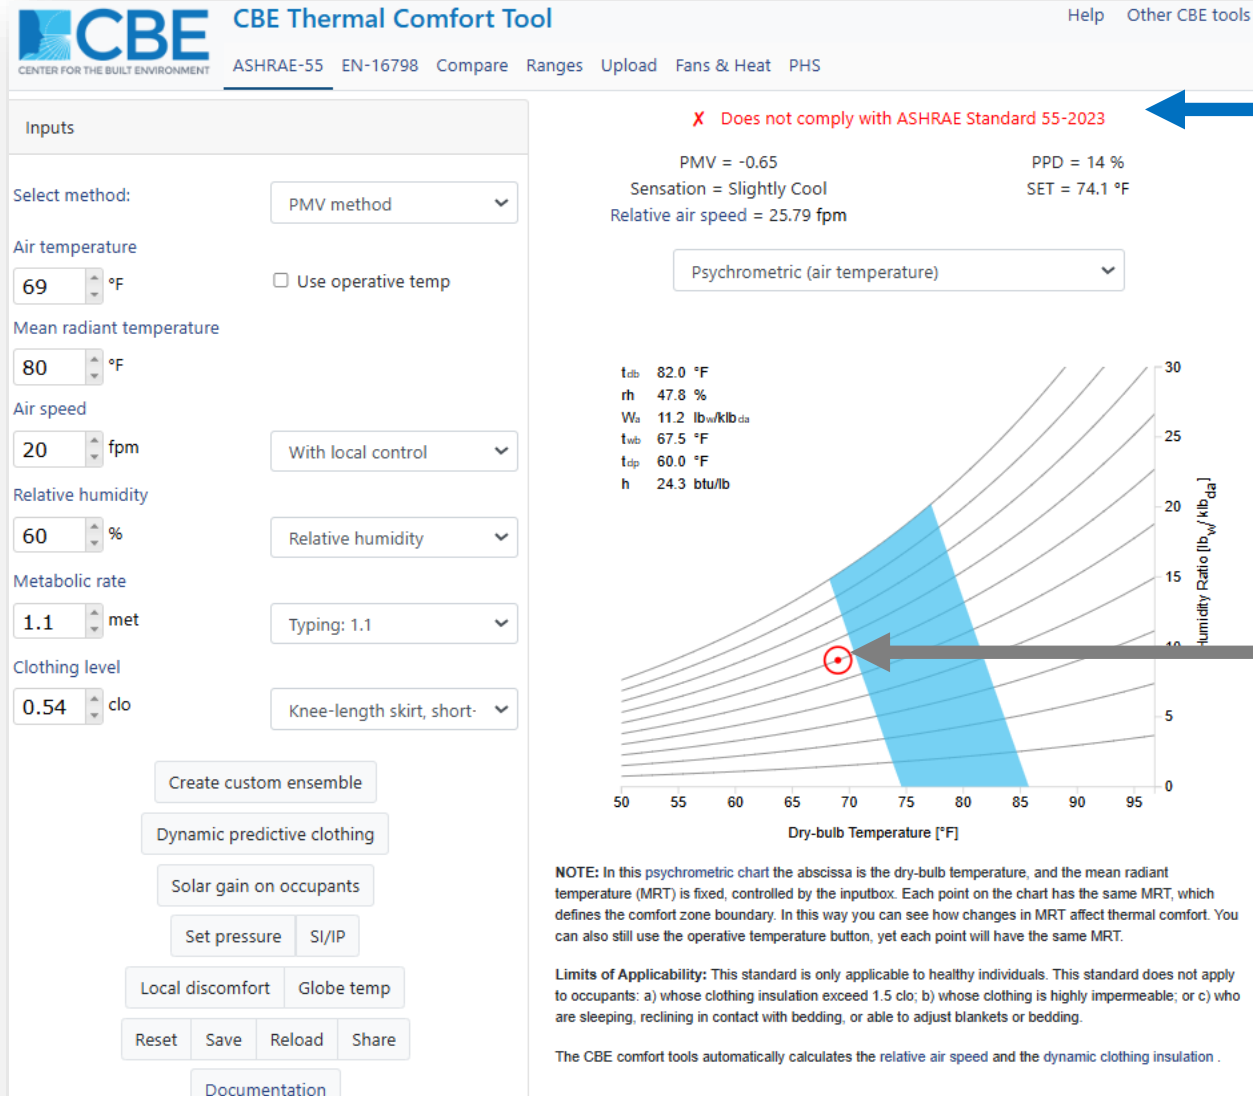 CBE
CENTER FOR THE BUILT ENVIRONMENT
CBE Thermal Comfort Tool
Help Other CBE tools
ASHRAE-55 EN-16798 Compare Ranges Upload Fans & Heat PHS
Inputs
Select method:
PMV method
Air temperature
69 °F
Use operative temp
Mean radiant temperature
80 °F
Air speed
20 fpm
With local control
Relative humidity
60 %
Relative humidity
Metabolic rate
1.1 met
Typing: 1.1
Clothing level
0.54 clo
Knee-length skirt, short-
Create custom ensemble
Dynamic predictive clothing
Solar gain on occupants
Set pressure SI/IP
Local discomfort Globe temp
Reset Save Reload Share
Documentation
✗ Does not comply with ASHRAE Standard 55-2023
PMV = -0.65 PPD = 14 %
Sensation = Slightly Cool SET = 74.1 °F
Relative air speed = 25.79 fpm
Psychrometric (air temperature)
tdb 82.0 °F
rh 47.8 %
Wa 11.2 lbw/klbda
twb 67.5 °F
tdp 60.0 °F
h 24.3 btu/lb
30
25
20
15
10
5
0
Humidity Ratio [lbw/ klbda]
50 55 60 65 70 75 80 85 90 95
Dry-bulb Temperature [°F]
NOTE: In this psychrometric chart the abscissa is the dry-bulb temperature, and the mean radiant
temperature (MRT) is fixed, controlled by the inputbox. Each point on the chart has the same MRT, which
defines the comfort zone boundary. In this way you can see how changes in MRT affect thermal comfort. You
can also still use the operative temperature button, yet each point will have the same MRT.
Limits of Applicability: This standard is only applicable to healthy individuals. This standard does not apply
to occupants: a) whose clothing insulation exceed 1.5 clo; b) whose clothing is highly impermeable; or c) who
are sleeping, reclining in contact with bedding, or able to adjust blankets or bedding.
The CBE comfort tools automatically calculates the relative air speed and the dynamic clothing insulation .